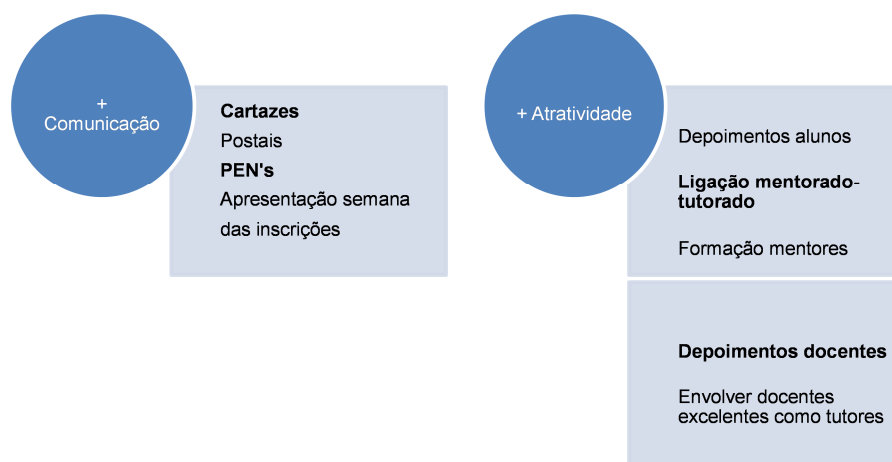 +
Comunicação
Cartazes
Postais
PEN's
Apresentação semana
das inscrições
+ Atratividade
Depoimentos alunos
Ligação mentorado-
tutorado
Formação mentores
Depoimentos docentes
Envolver docentes
excelentes como tutores